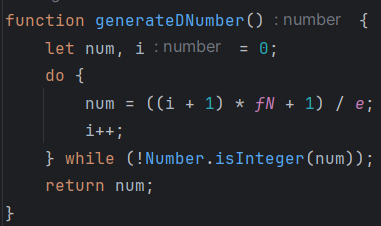 function generateDNumber() : number {
let num, i : number = 0;
do {
num = ((i + 1) * fN + 1) / e;
i++;
} while (!Number.isInteger(num));
return num;
}